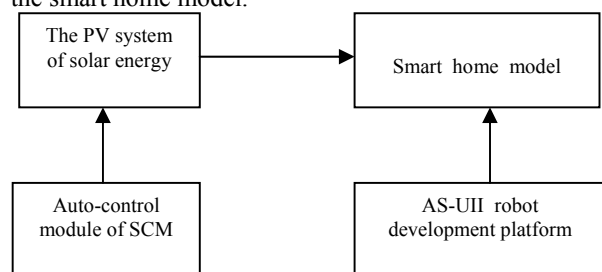 the smart home model.
The PV system
of solar energy
Smart home model
Auto-control
module of SCM
AS-UII robot
development platform